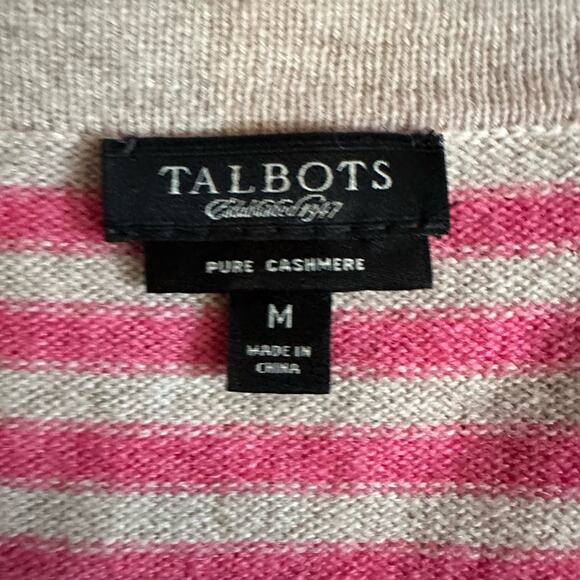 TALBOTS
Established 1947
PURE CASHMERE
M
MADE IN
CHINA